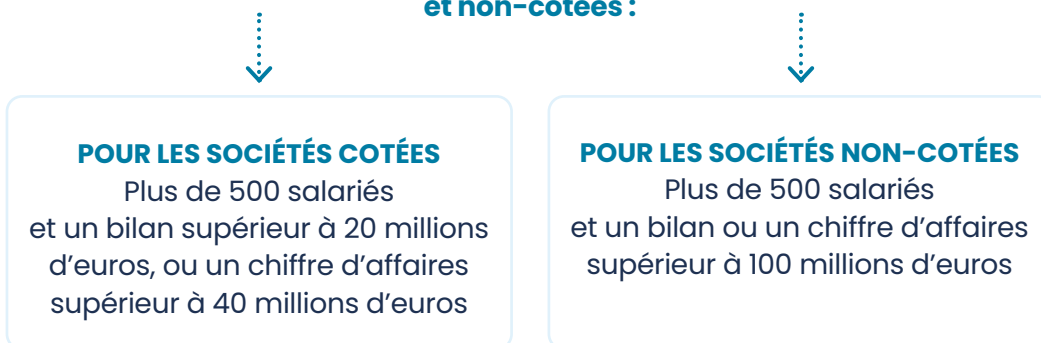 et non-cotées :
POUR LES SOCIÉTÉS COTÉES
Plus de 500 salariés
et un bilan supérieur à 20 millions
d’euros, ou un chiffre d’affaires
supérieur à 40 millions d’euros
POUR LES SOCIÉTÉS NON-COTÉES
Plus de 500 salariés
et un bilan ou un chiffre d’affaires
supérieur à 100 millions d’euros